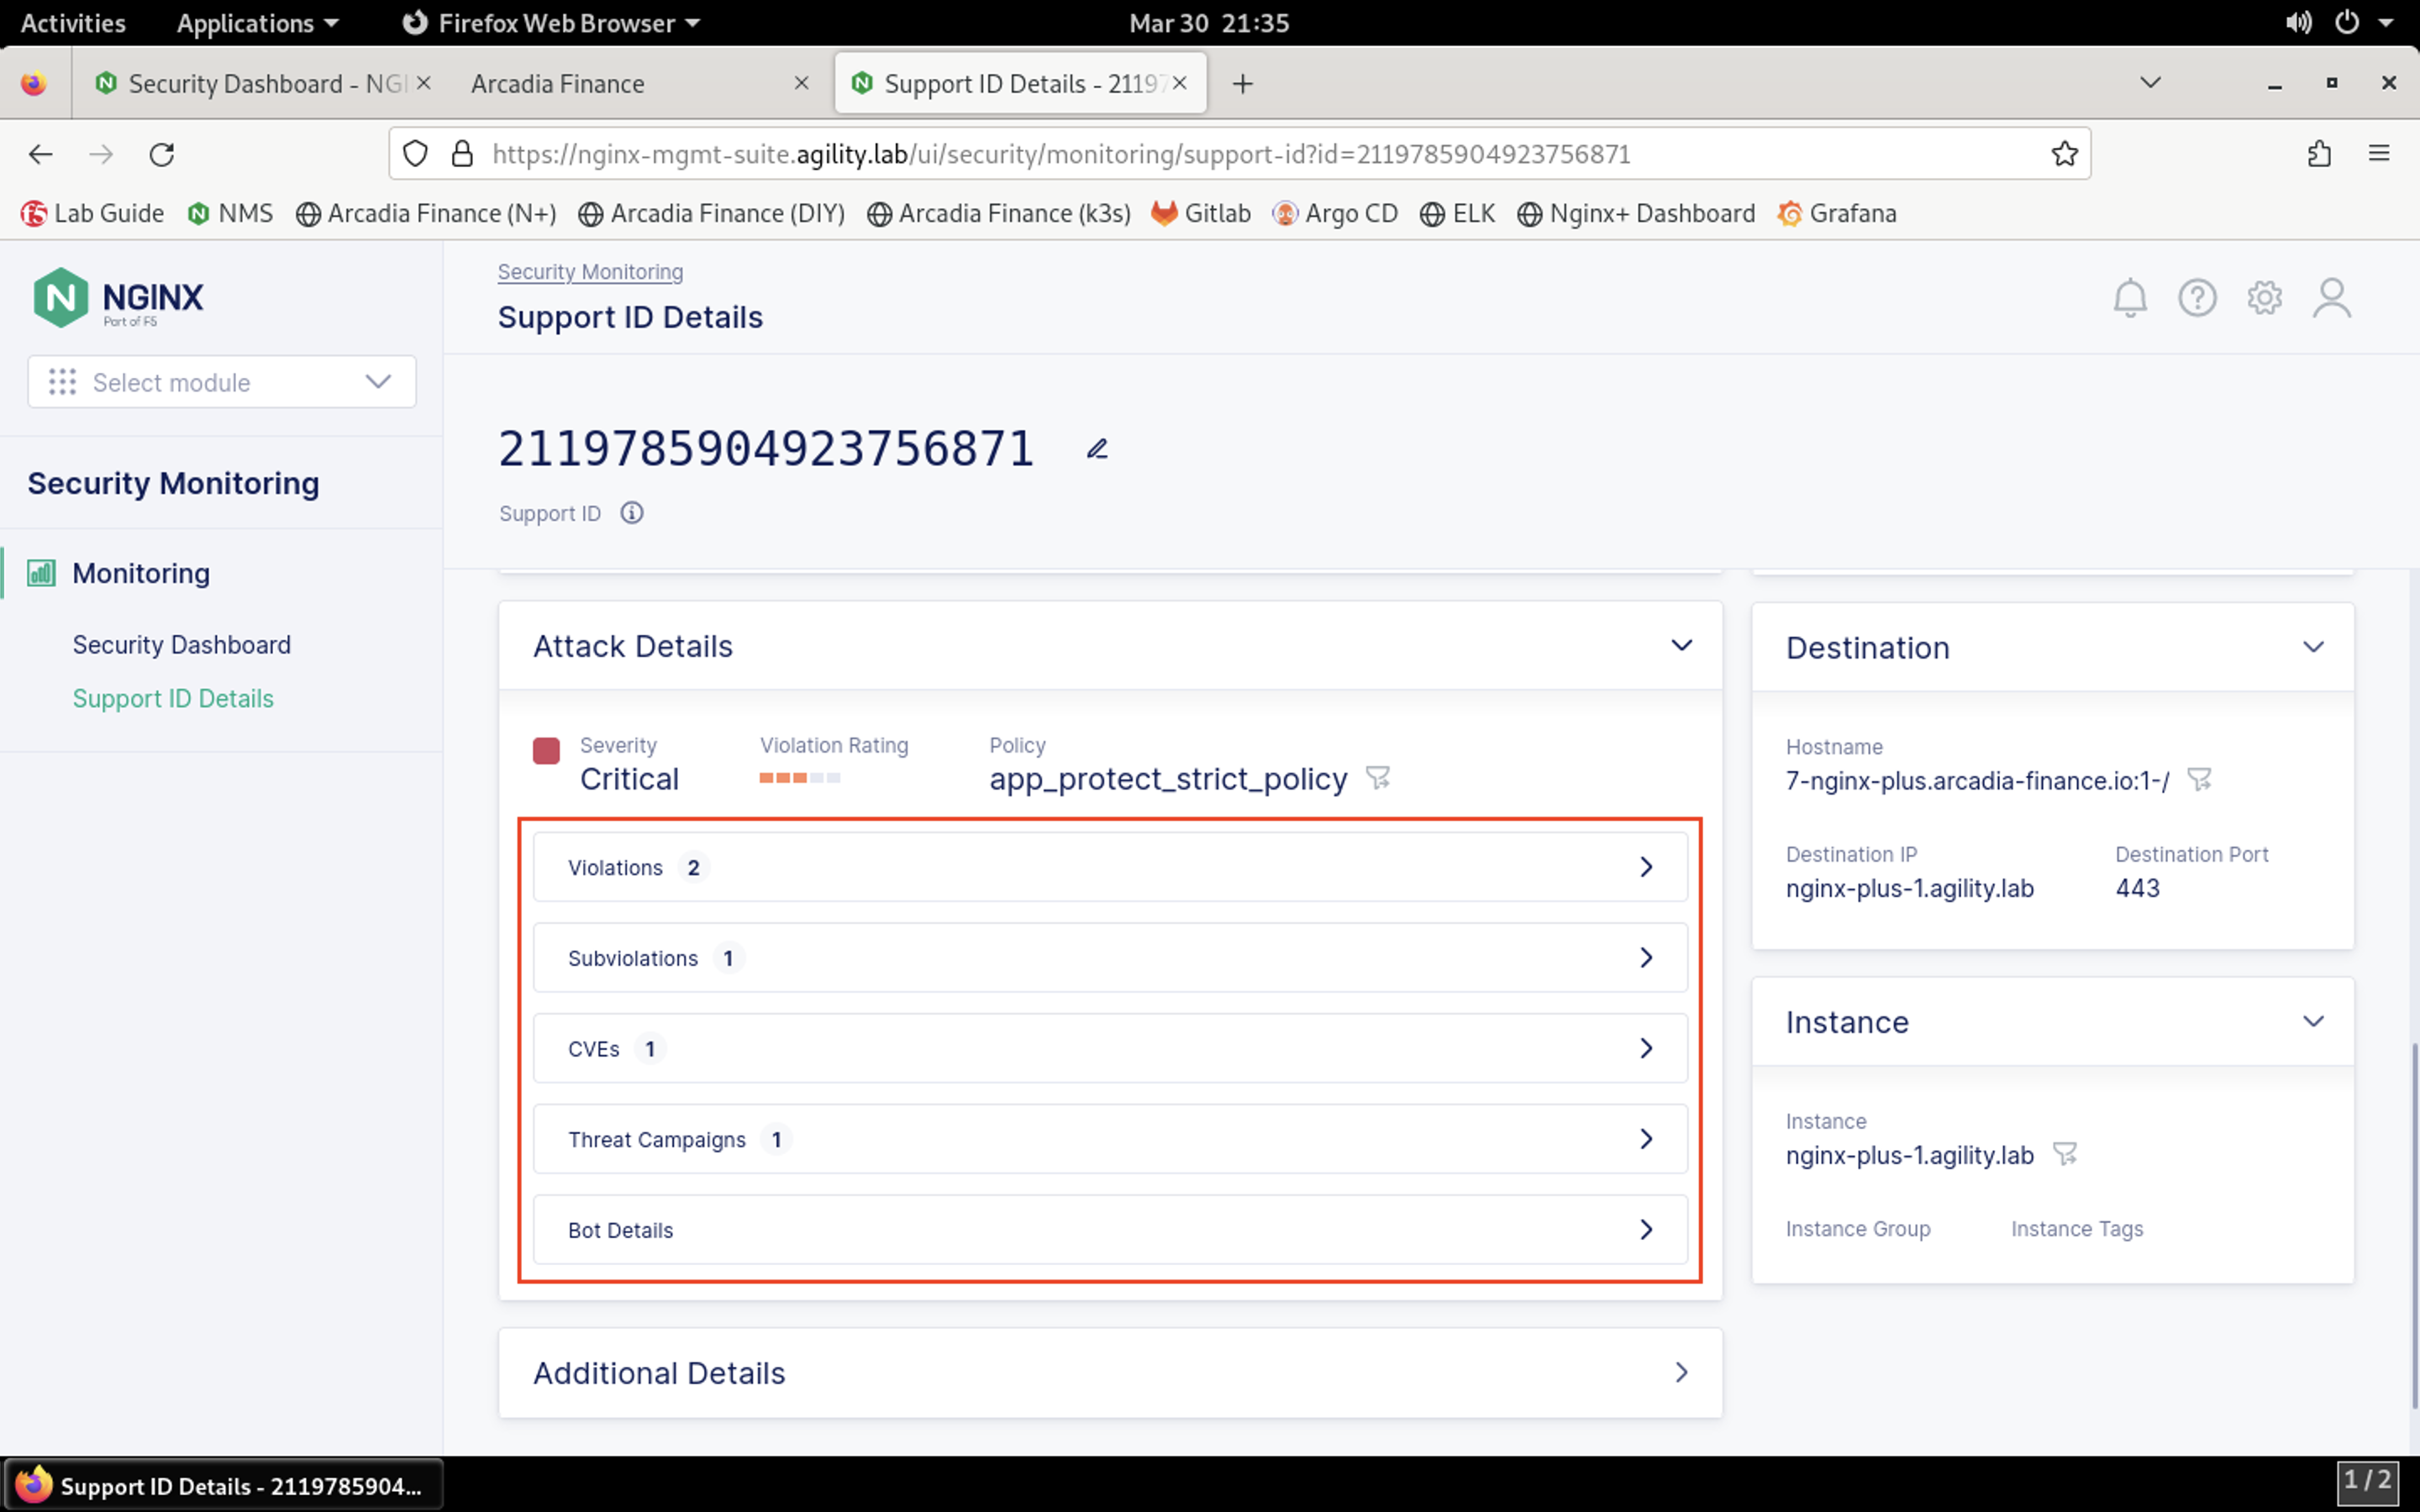 Activities Applications Firefox Web Browser Mar 30 21:35
Security Dashboard - NGI Arcadia Finance Support ID Details - 21197
https://nginx-mgmt-suite.agility.lab/ui/security/monitoring/support-id?id=2119785904923756871
Lab Guide NMS Arcadia Finance (N+) Arcadia Finance (DIY) Arcadia Finance (k3s) Gitlab Argo CD ELK Nginx+ Dashboard Grafana
NGINX
Part of F5
Select module
Security Monitoring
Monitoring
Security Dashboard
Support ID Details
Security Monitoring
Support ID Details
2119785904923756871
Support ID
Attack Details
Severity Violation Rating Policy
Critical app_protect_strict_policy
Violations 2
Subviolations 1
CVEs 1
Threat Campaigns 1
Bot Details
Additional Details
Destination
Hostname
7-nginx-plus.arcadia-finance.io:1-/
Destination IP Destination Port
nginx-plus-1.agility.lab 443
Instance
Instance
nginx-plus-1.agility.lab
Instance Group Instance Tags
Support ID Details - 2119785904... 1 / 2